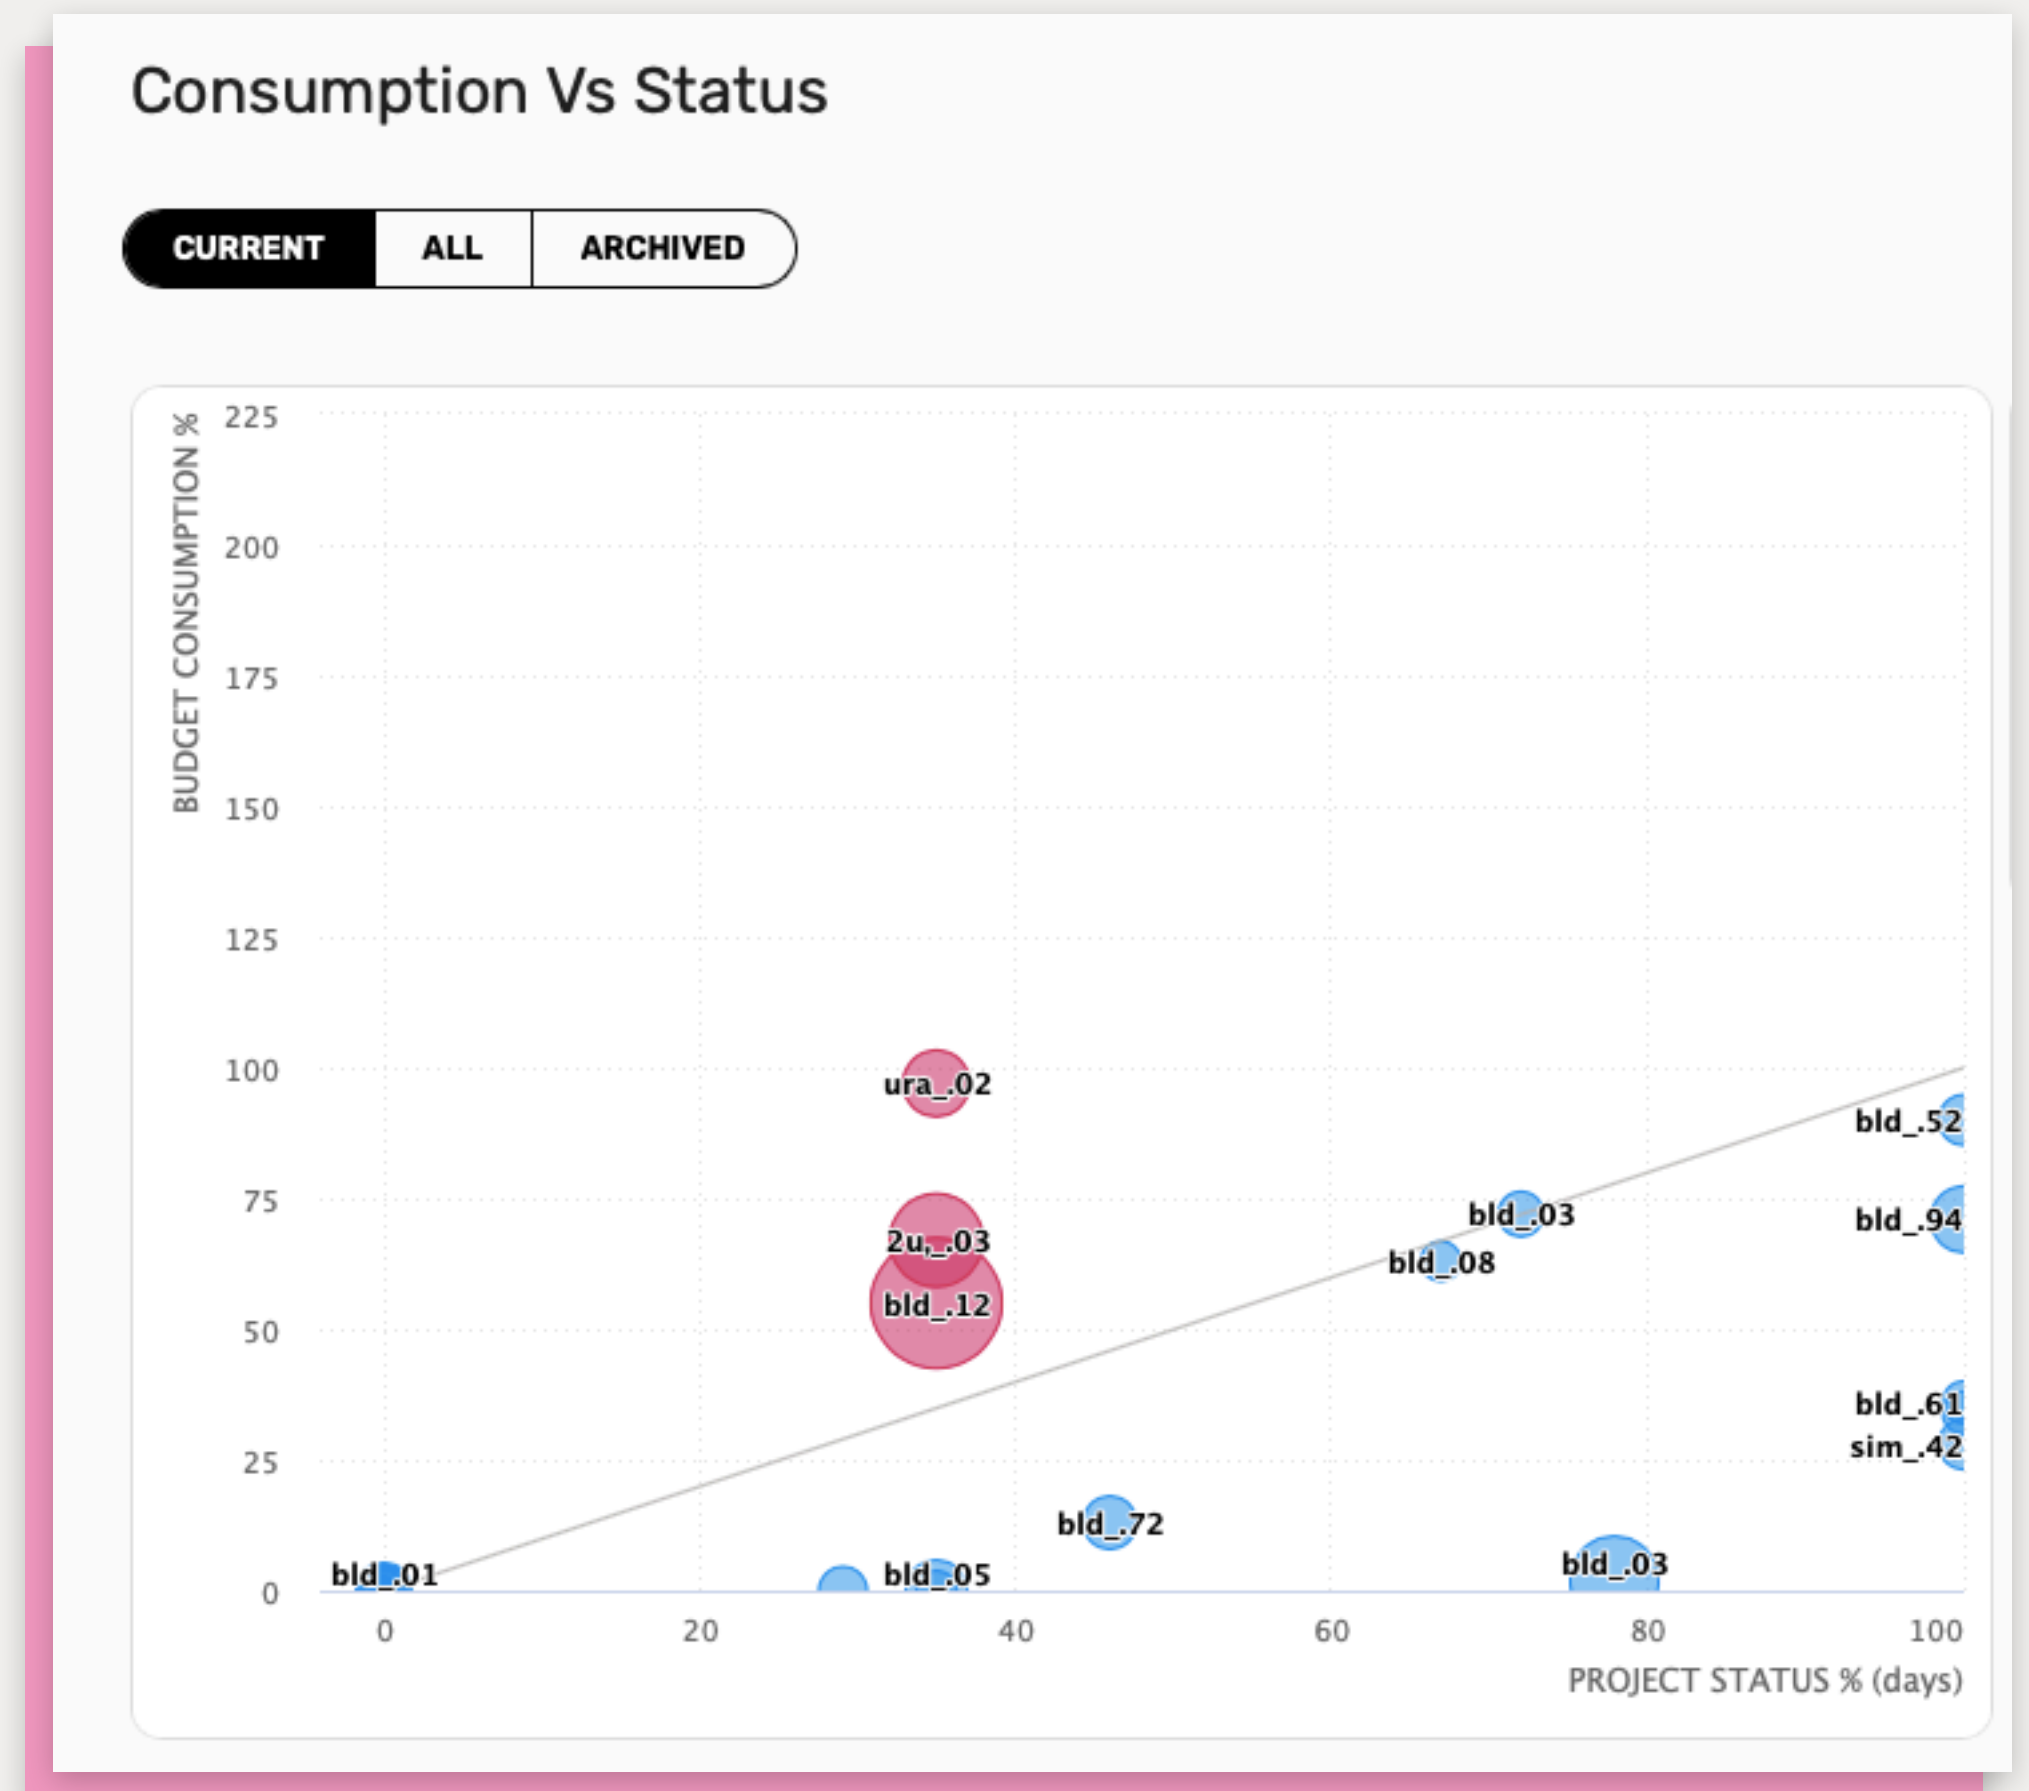 Consumption Vs Status
CURRENT ALL ARCHIVED
BUDGET CONSUMPTION %
225
200
175
150
125
100
75
50
25
0
ura_.02
2u,_.03
bld_.12
bld_.52
bld_.03
bld_.94
bld_.08
bld_.61
sim_.42
bld_.72
bld_.03
bld_.01
bld_.05
0 20 40 60 80 100
PROJECT STATUS % (days)